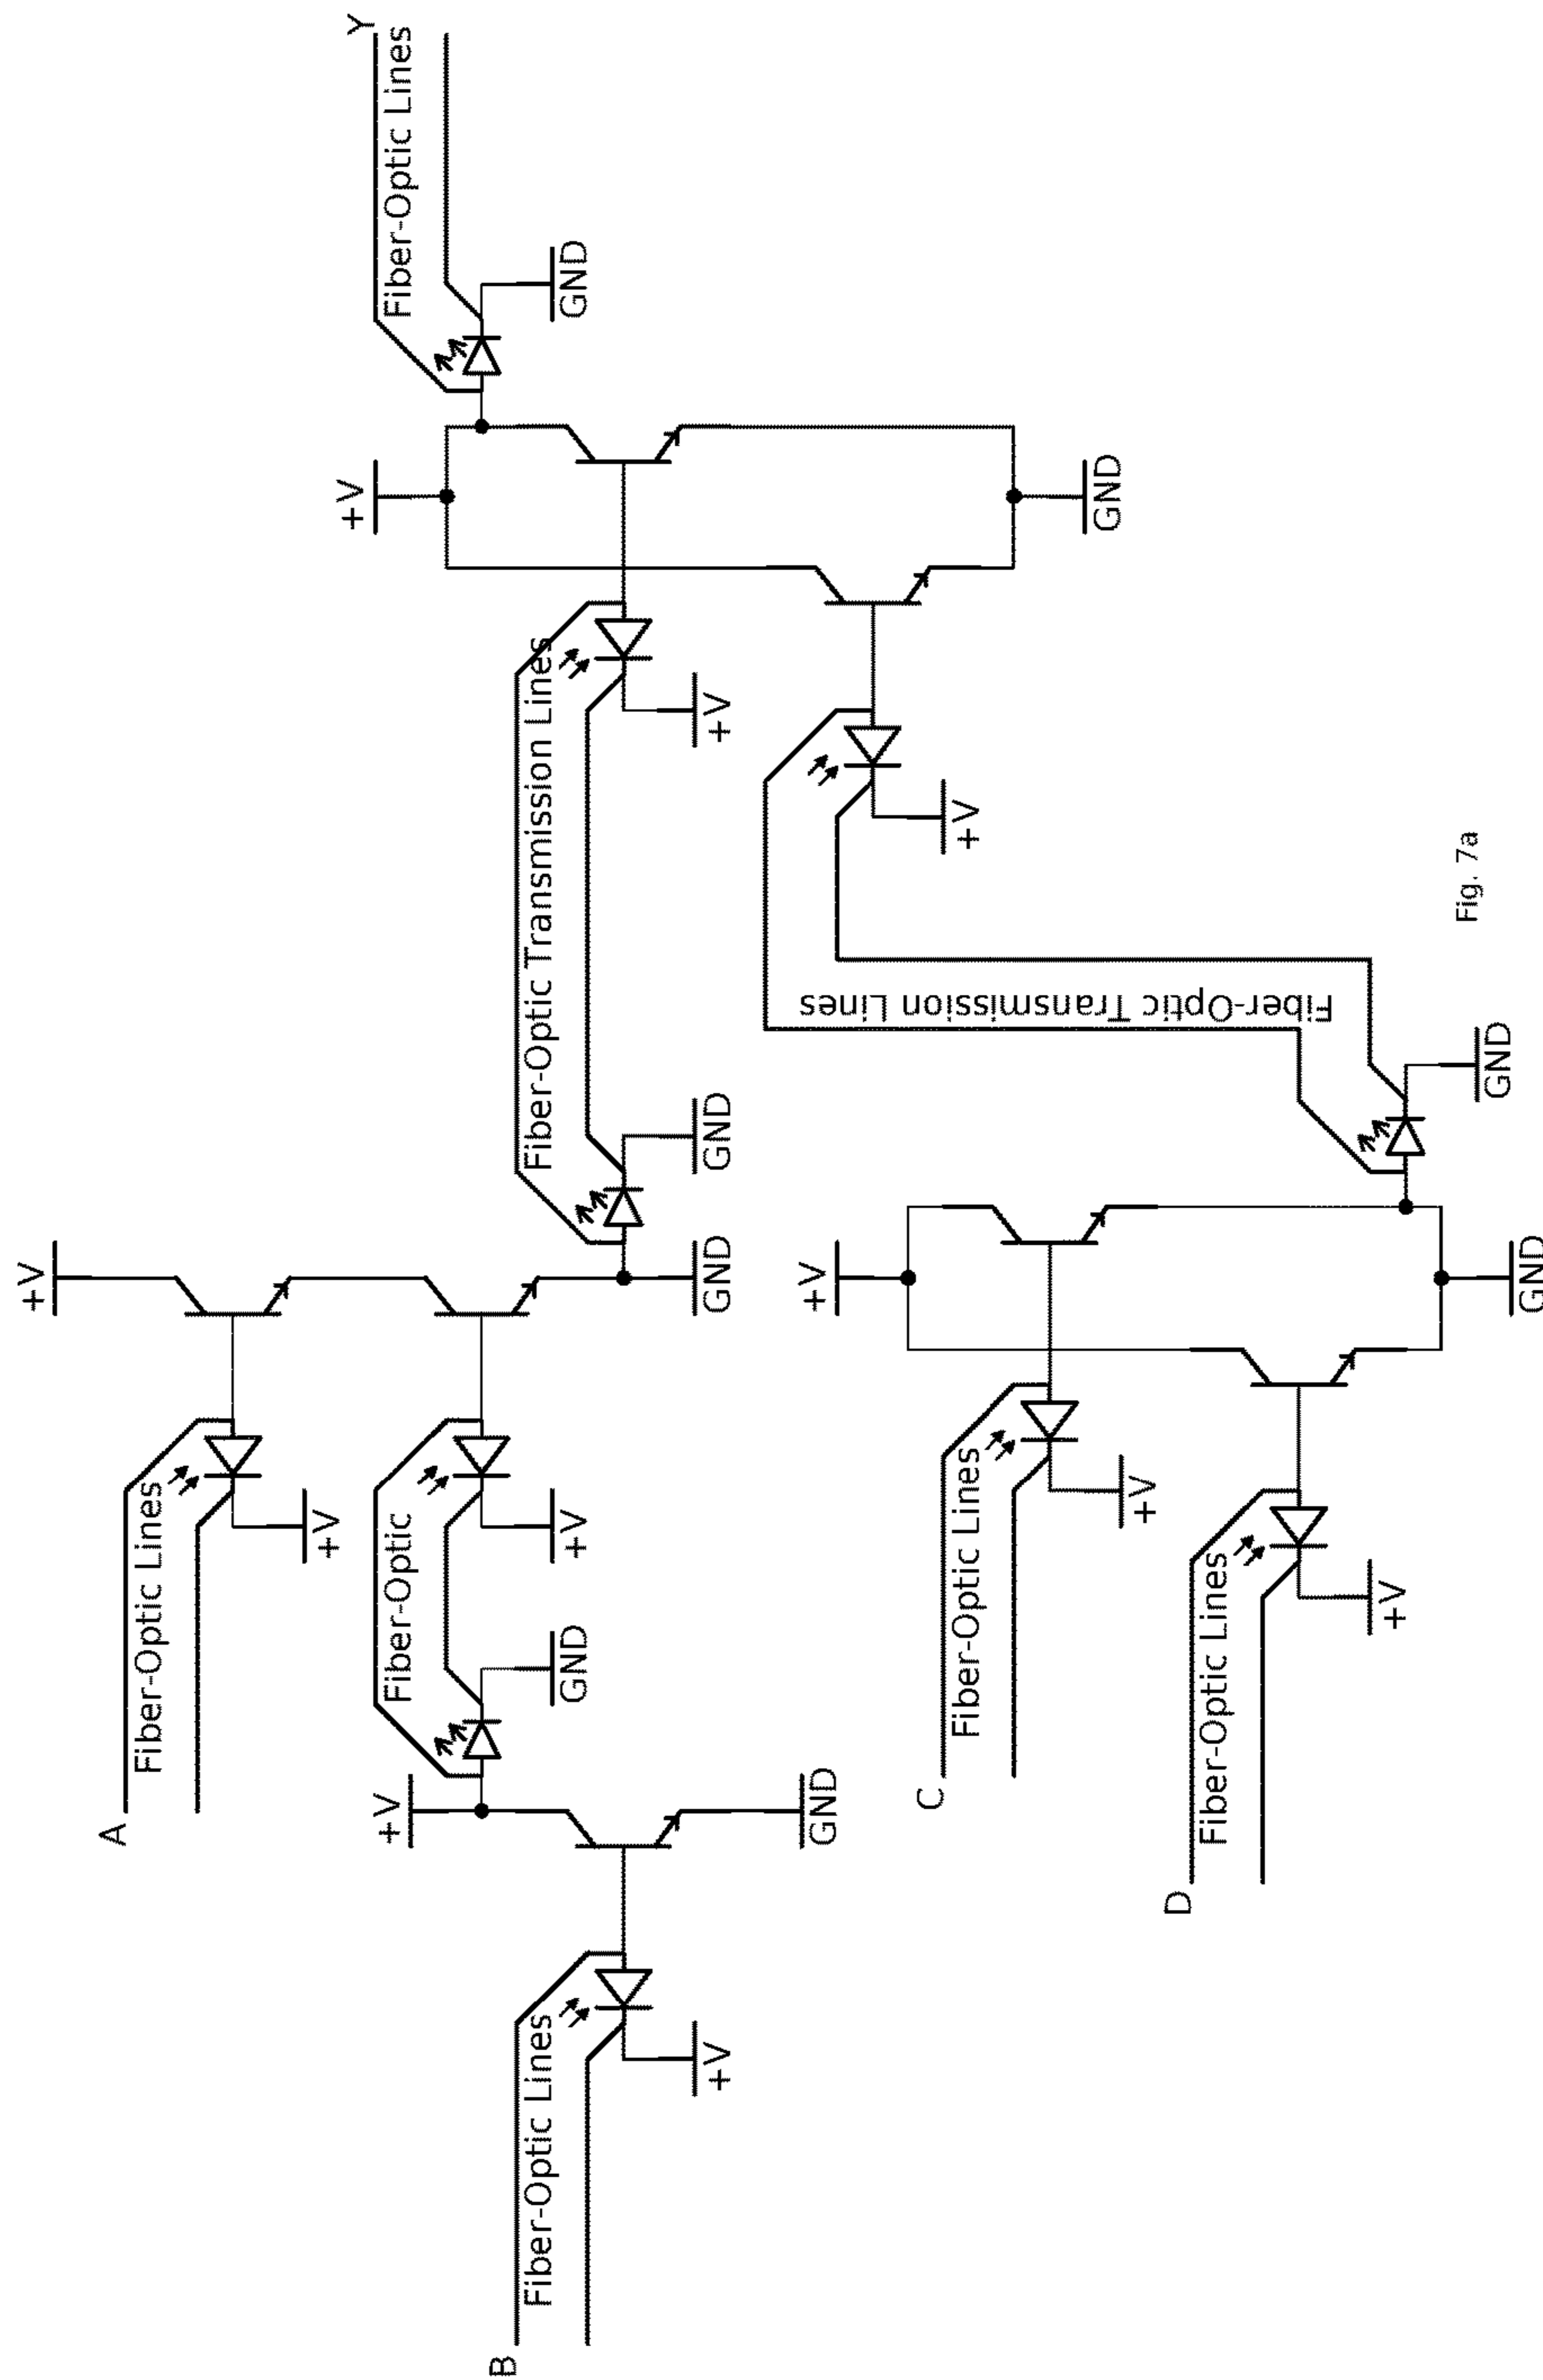 +V
A
Fiber-Optic Lines
+V
+V
Y
+V
Fiber-Optic
Fiber-Optic Lines
B
Fiber-Optic Lines
Fiber-Optic Transmission Lines
GND
+V
GND
+V
GND
GND
+V
GND
+V
Fiber-Optic Transmission Lines
C
Fiber-Optic Lines
+V
GND
+V
D
Fiber-Optic Lines
+V
Fig. 7a
GND
GND